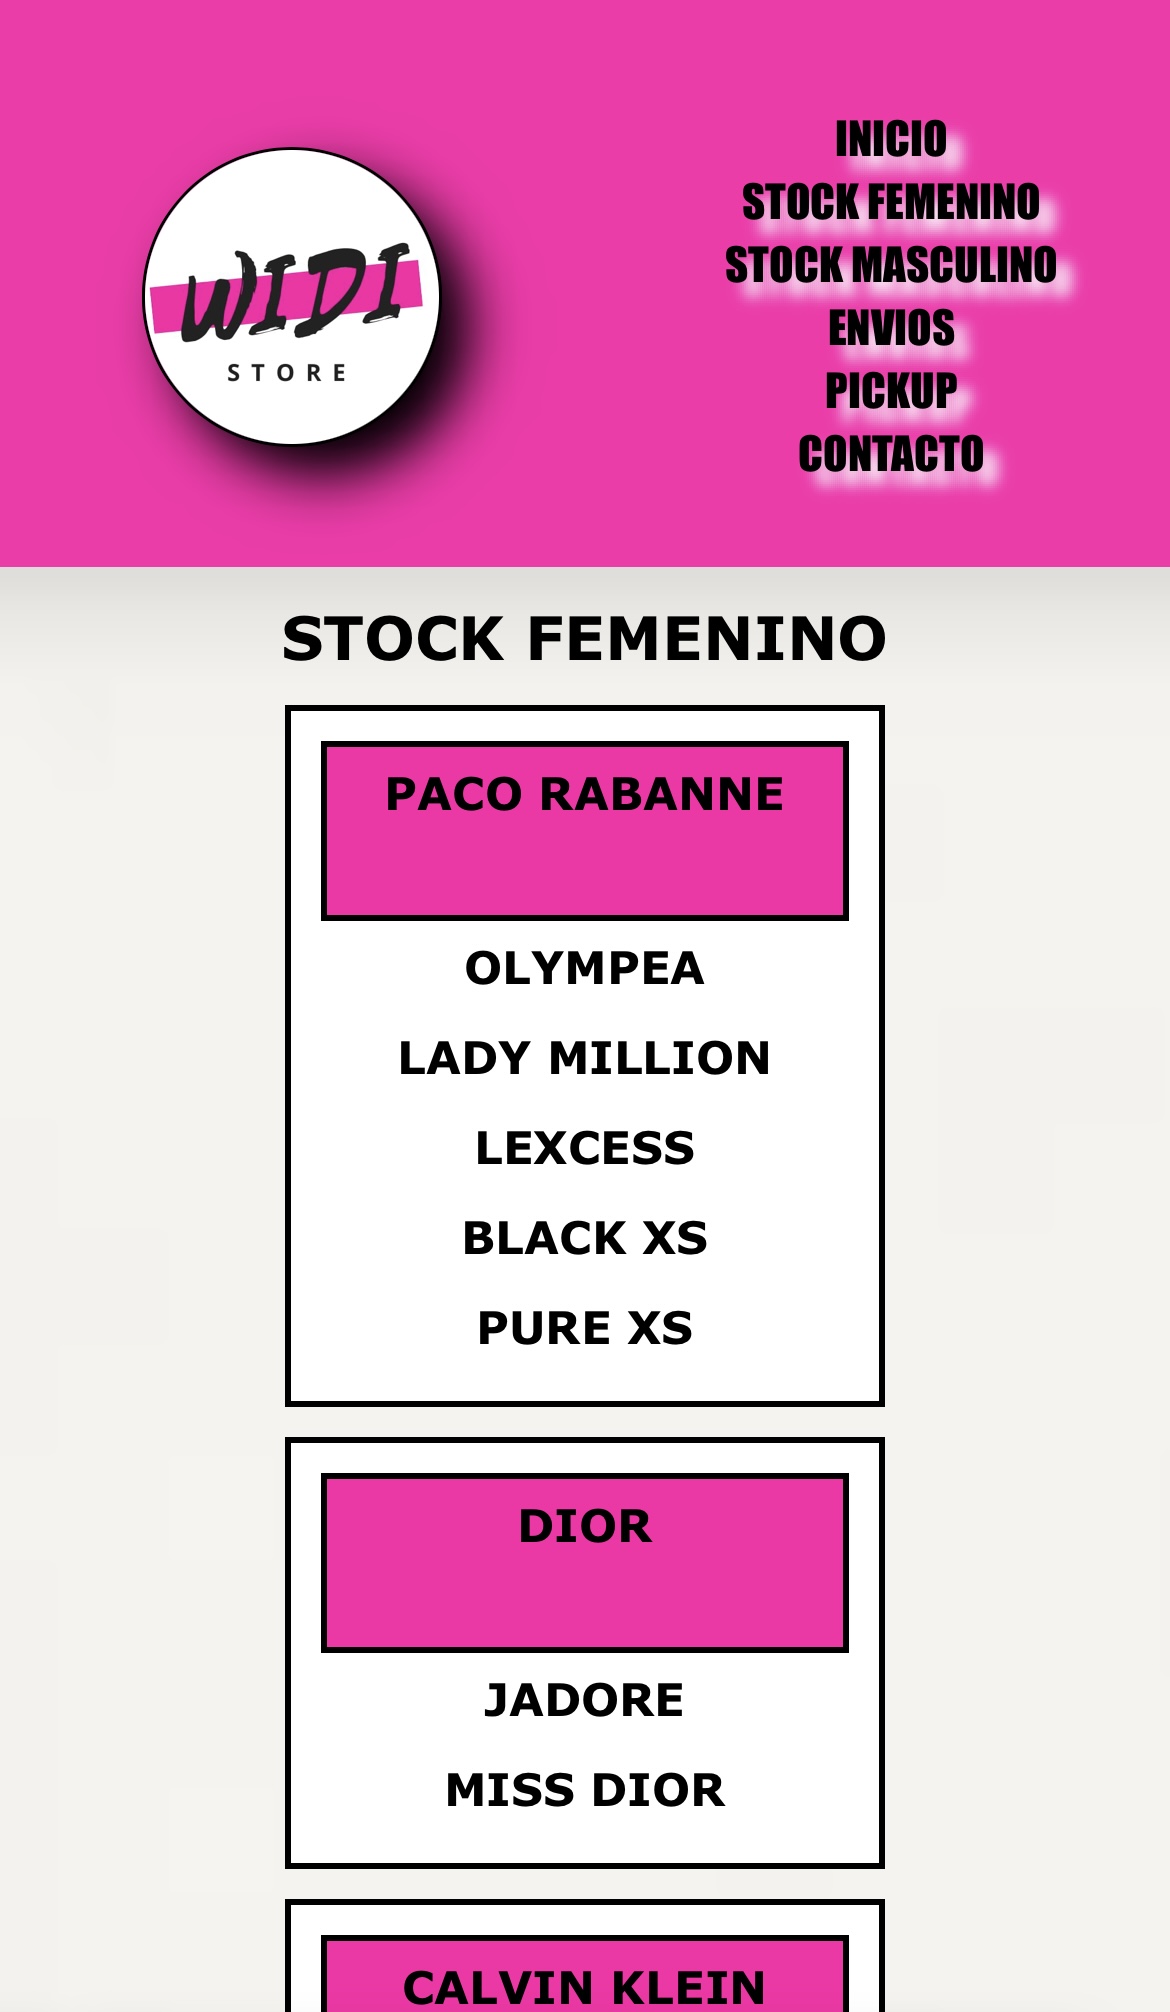 WIDI
STORE
INICIO
STOCK FEMENINO
STOCK MASCULINO
ENVIOS
PICKUP
CONTACTO
STOCK FEMENINO
PACO RABANNE
OLYMPEA
LADY MILLION
LEXCESS
BLACK XS
PURE XS
DIOR
JADORE
MISS DIOR
CALVIN KLEIN